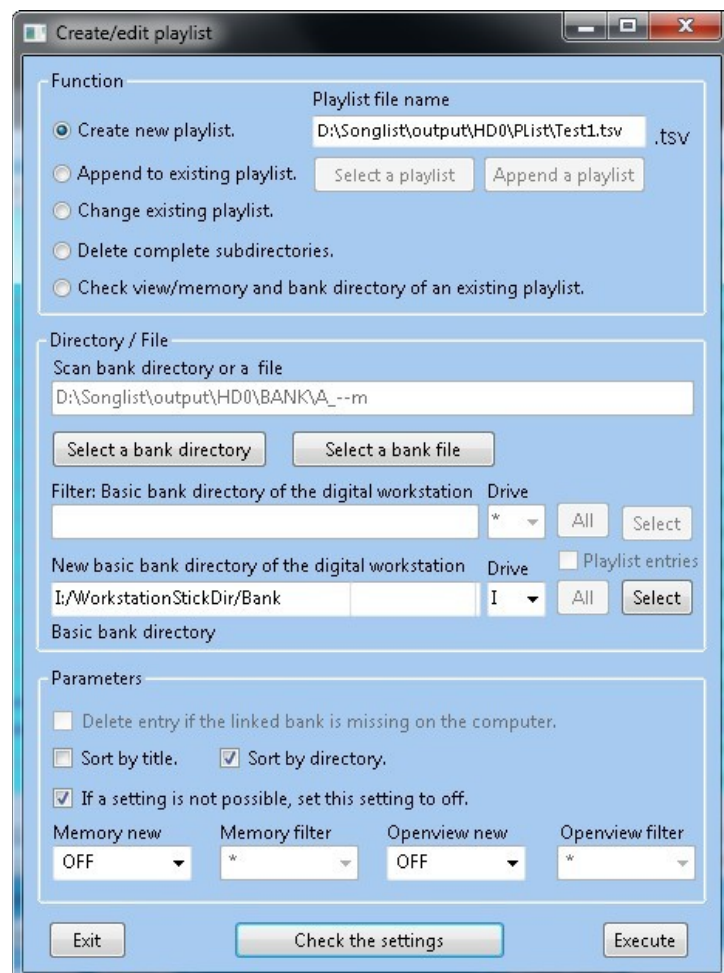 Create/edit playlist
Function
Playlist file name
Create new playlist.
D:\Songlist\output\HD0\PList\Test1.tsv
.tsv
Append to existing playlist.
Select a playlist
Append a playlist
Change existing playlist.
Delete complete subdirectories.
Check view/memory and bank directory of an existing playlist.
Directory / File
Scan bank directory or a file
D:\Songlist\output\HD0\BANK\A_--m
Select a bank directory
Select a bank file
Filter: Basic bank directory of the digital workstation
Drive
*
All
Select
New basic bank directory of the digital workstation
Drive
Playlist entries
I:/WorkstationStickDir/Bank
I
All
Select
Basic bank directory
Parameters
Delete entry if the linked bank is missing on the computer.
Sort by title.
Sort by directory.
If a setting is not possible, set this setting to off.
Memory new
Memory filter
Openview new
Openview filter
OFF
*
OFF
*
Exit
Check the settings
Execute